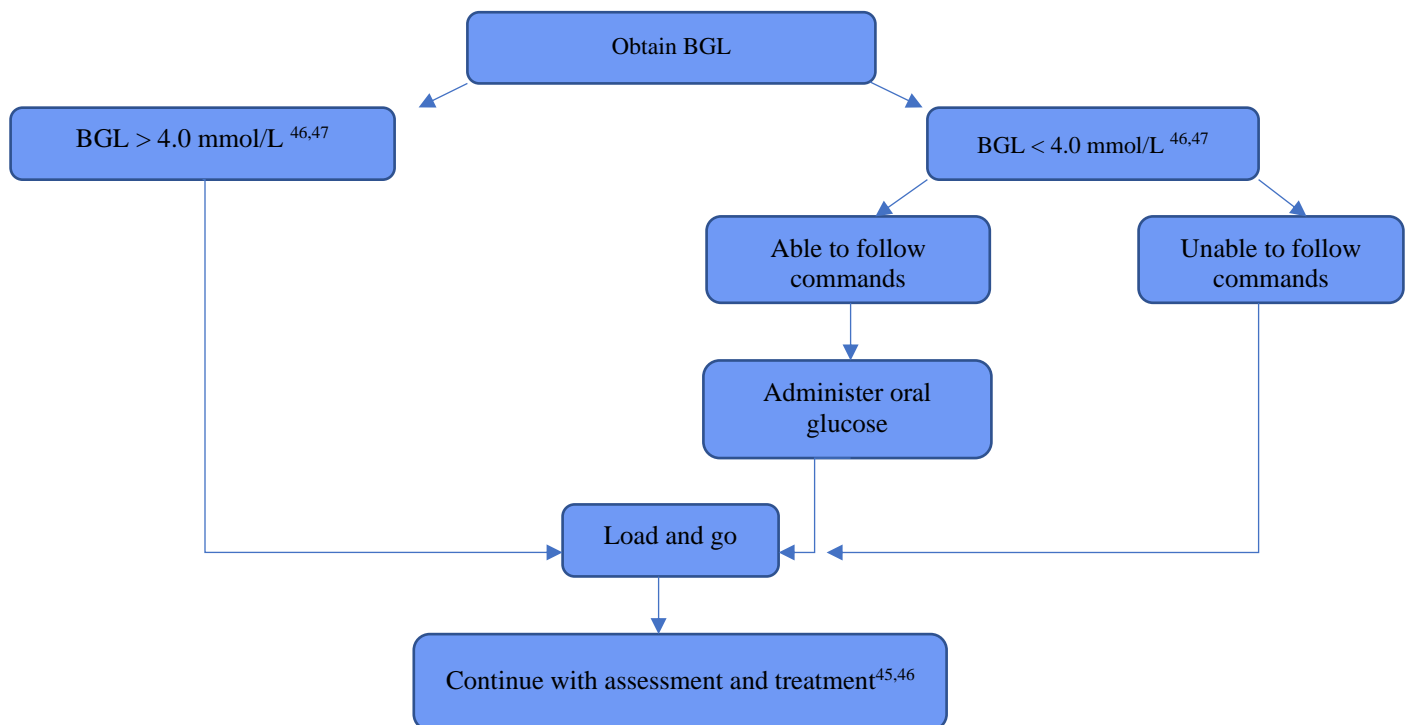 Obtain BGL
BGL > 4.0 mmol/L 46,47
BGL < 4.0 mmol/L 46,47
Able to follow
commands
Unable to follow
commands
Administer oral
glucose
Load and go
Continue with assessment and treatment45,46